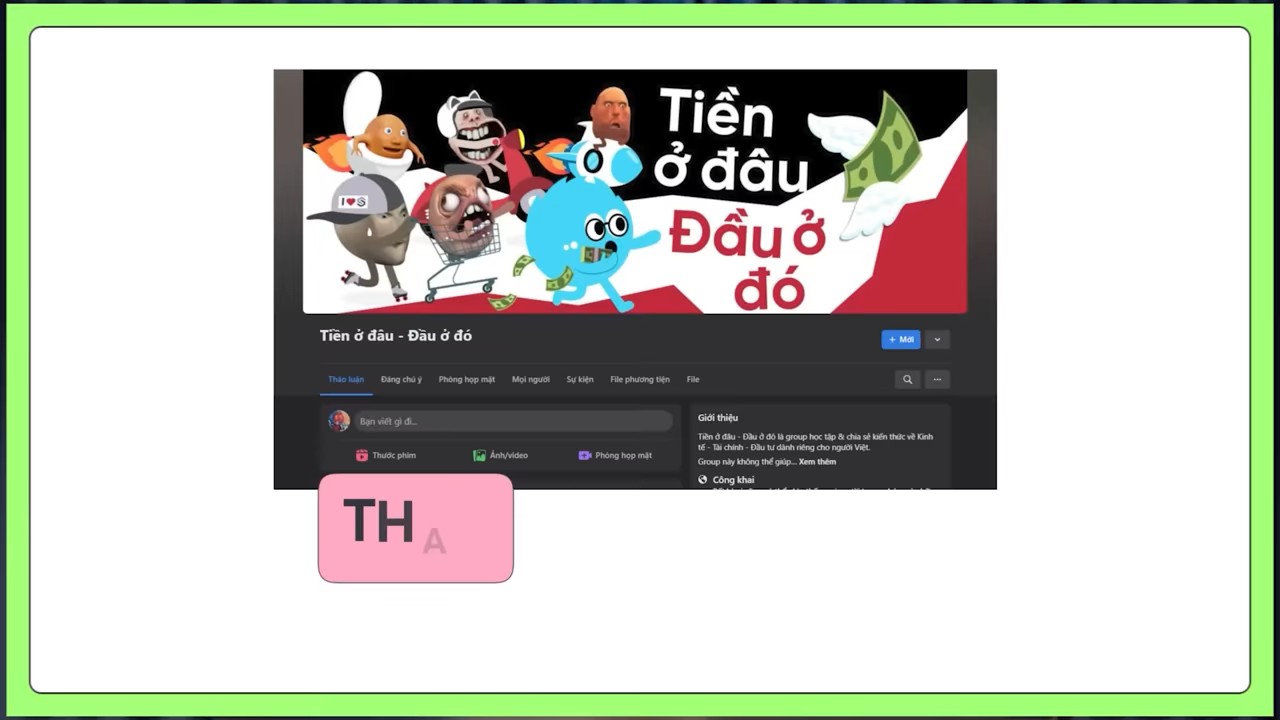 Tiền
ở đâu
Đầu ở
đó
I ❤ S
Tiền ở đâu - Đầu ở đó
+ Mới
Thảo luận Đáng chú ý Phòng họp mặt Mọi người Sự kiện File phương tiện File
Bạn viết gì đi...
Thước phim Ảnh/video Phòng họp mặt
Giới thiệu
Tiền ở đâu - Đầu ở đó là group học tập & chia sẻ kiến thức về Kinh
tế - Tài chính - Đầu tư dành riêng cho người Việt.
Group này không thể giúp... Xem thêm
Công khai
THA